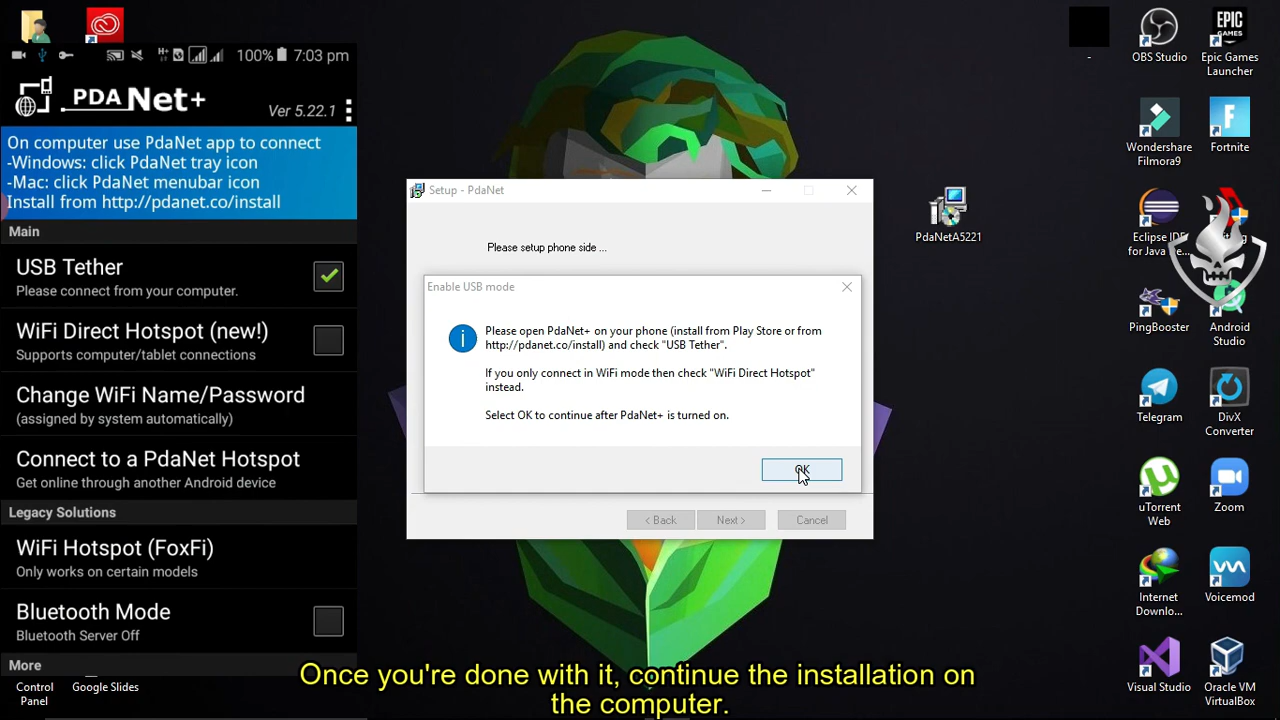 100% 7:03 pm
PDA Net+
Ver 5.22.1
On computer use PdaNet app to connect
-Windows: click PdaNet tray icon
-Mac: click PdaNet menubar icon
Install from http://pdanet.co/install
Main
USB Tether
Please connect from your computer.
WiFi Direct Hotspot (new!)
Supports computer/tablet connections
Change WiFi Name/Password
(assigned by system automatically)
Connect to a PdaNet Hotspot
Get online through another Android device
Legacy Solutions
WiFi Hotspot (FoxFi)
Only works on certain models
Bluetooth Mode
Bluetooth Server Off
More
Control
Panel
Google Slides
Setup - PdaNet
Please setup phone side ...
Enable USB mode
Please open PdaNet+ on your phone (install from Play Store or from
http://pdanet.co/install) and check "USB Tether".
If you only connect in WiFi mode then check "WiFi Direct Hotspot"
instead.
Select OK to continue after PdaNet+ is turned on.
OK
< Back
Next >
Cancel
PdaNetA5221
-
OBS Studio
EPIC
GAMES
Epic Games
Launcher
Wondershare
Filmora9
Fortnite
Eclipse IDE
for Java De...
PingBooster
Android
Studio
Telegram
DivX
Converter
uTorrent
Web
Zoom
Internet
Downlo...
Voicemod
Visual Studio
Oracle VM
VirtualBox
Once you're done with it, continue the installation on
the computer.